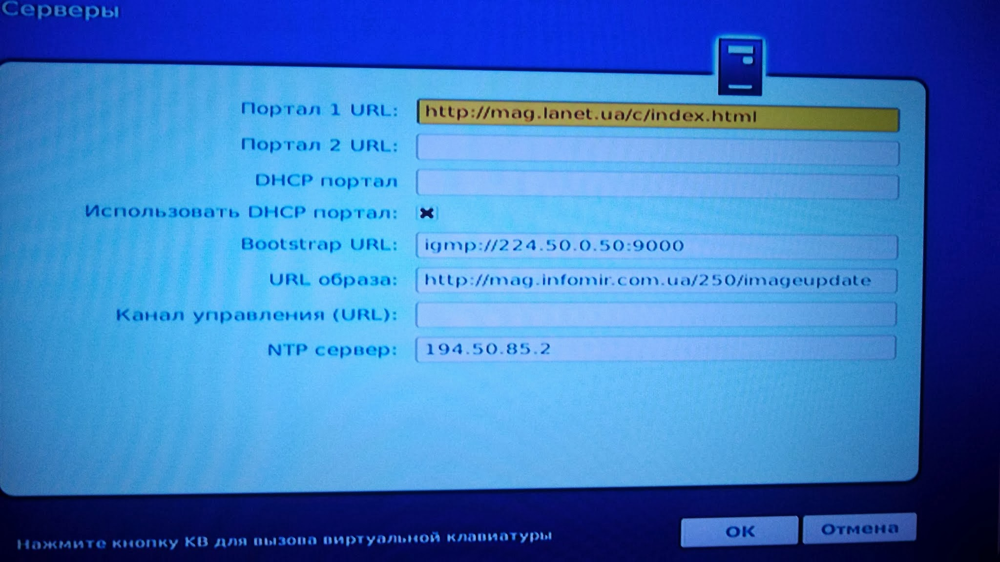 Серверы
Портал 1 URL: http://mag.lanet.ua/c/index.html
Портал 2 URL:
DHCP портал
Использовать DHCP портал:
Bootstrap URL: igmp://224.50.0.50:9000
URL образа: http://mag.infomir.com.ua/250/imageupdate
Канал управления (URL):
NTP сервер: 194.50.85.2
Нажмите кнопку КВ для вызова виртуальной клавиатуры
OK Отмена